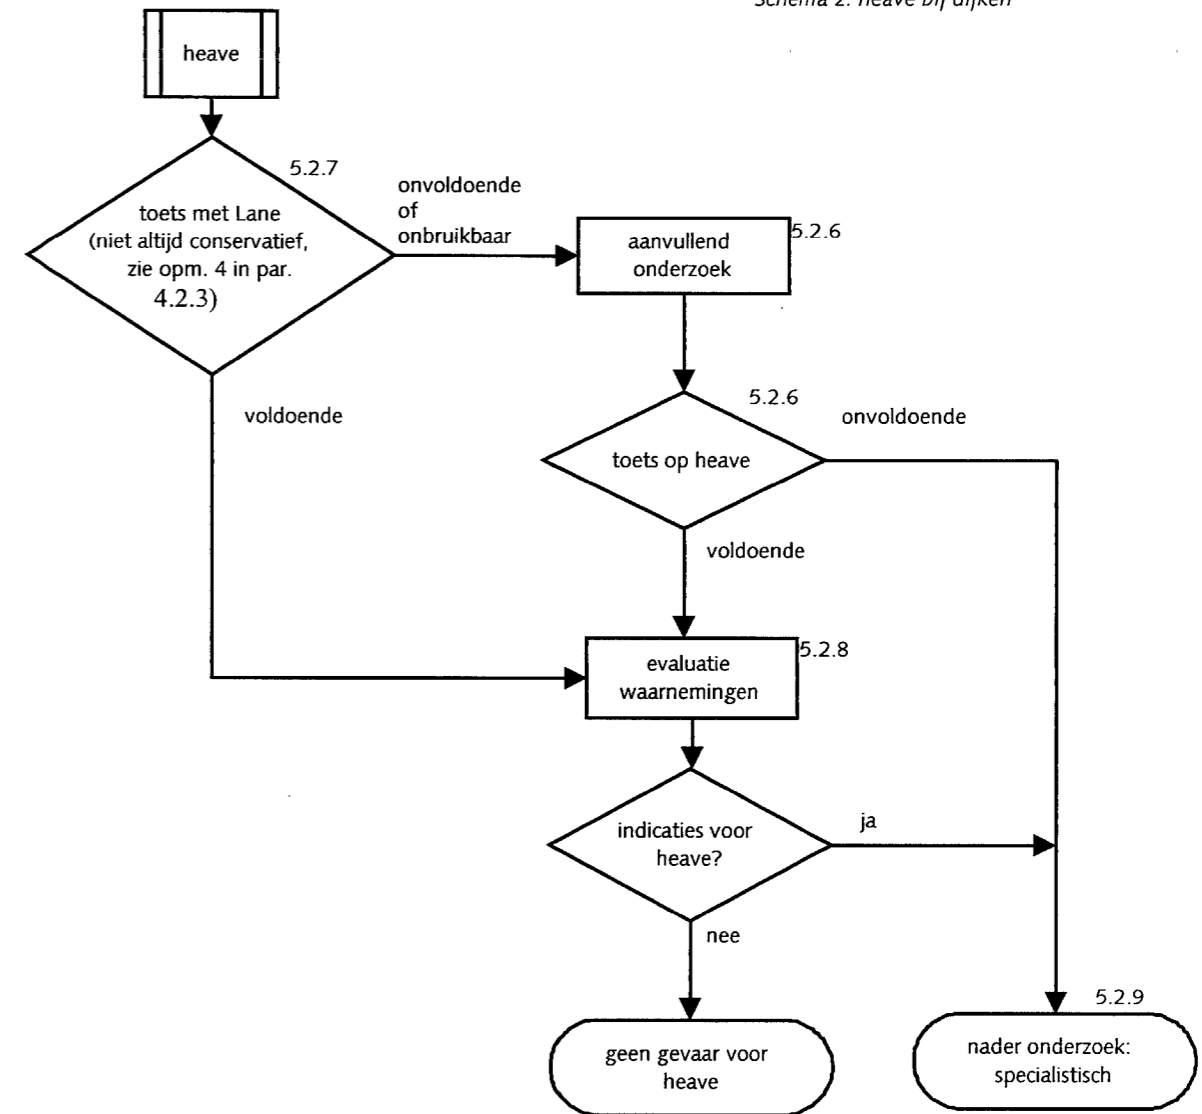 Schema 2: heave bij dijken
heave
5.2.7
toets met Lane
(niet altijd conservatief,
zie opm. 4 in par.
4.2.3)
onvoldoende
of
onbruikbaar
aanvullend
onderzoek
5.2.6
voldoende
5.2.6
toets op heave
onvoldoende
voldoende
evaluatie
waarnemingen
5.2.8
indicaties voor
heave?
ja
nee
geen gevaar voor
heave
5.2.9
nader onderzoek:
specialistisch